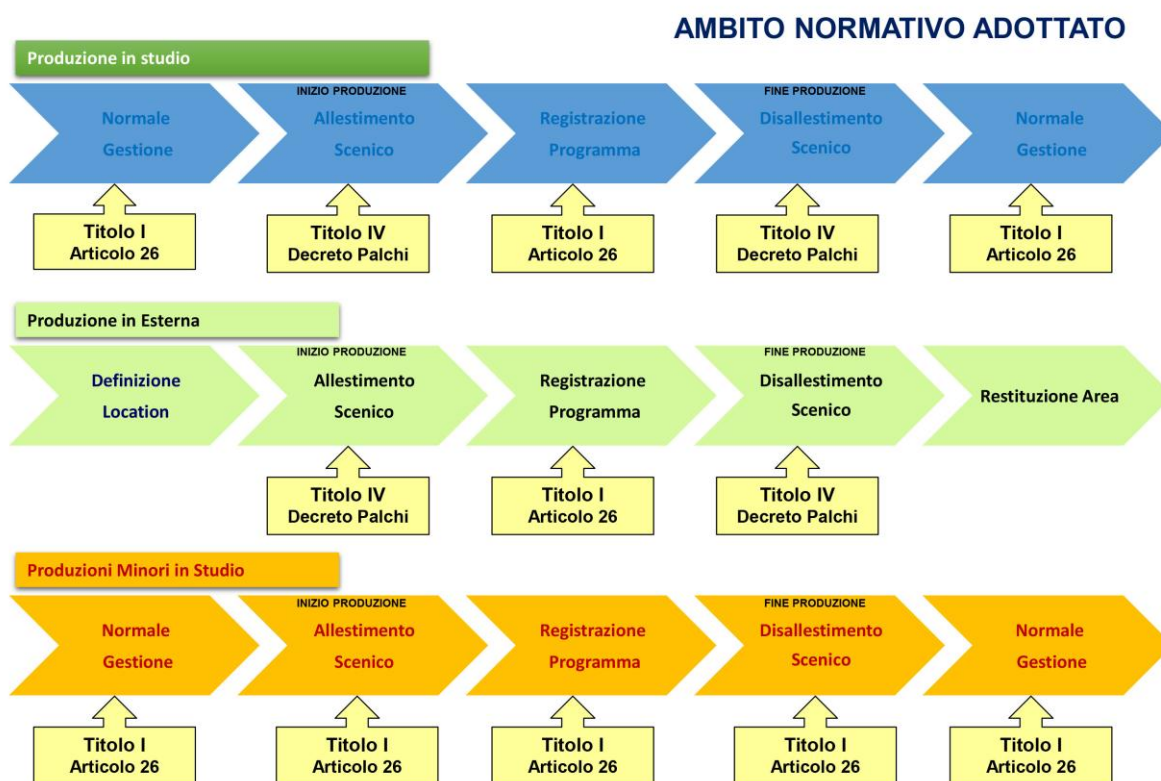 AMBITO NORMATIVO ADOTTATO
Produzione in studio
Normale
Gestione
INIZIO PRODUZIONE
Allestimento
Scenico
Registrazione
Programma
FINE PRODUZIONE
Disallestimento
Scenico
Normale
Gestione
Titolo I
Articolo 26
Titolo IV
Decreto Palchi
Titolo I
Articolo 26
Titolo IV
Decreto Palchi
Titolo I
Articolo 26
Produzione in Esterna
Definizione
Location
INIZIO PRODUZIONE
Allestimento
Scenico
Registrazione
Programma
FINE PRODUZIONE
Disallestimento
Scenico
Restituzione Area
Titolo IV
Decreto Palchi
Titolo I
Articolo 26
Titolo IV
Decreto Palchi
Produzioni Minori in Studio
Normale
Gestione
INIZIO PRODUZIONE
Allestimento
Scenico
Registrazione
Programma
FINE PRODUZIONE
Disallestimento
Scenico
Normale
Gestione
Titolo I
Articolo 26
Titolo I
Articolo 26
Titolo I
Articolo 26
Titolo I
Articolo 26
Titolo I
Articolo 26